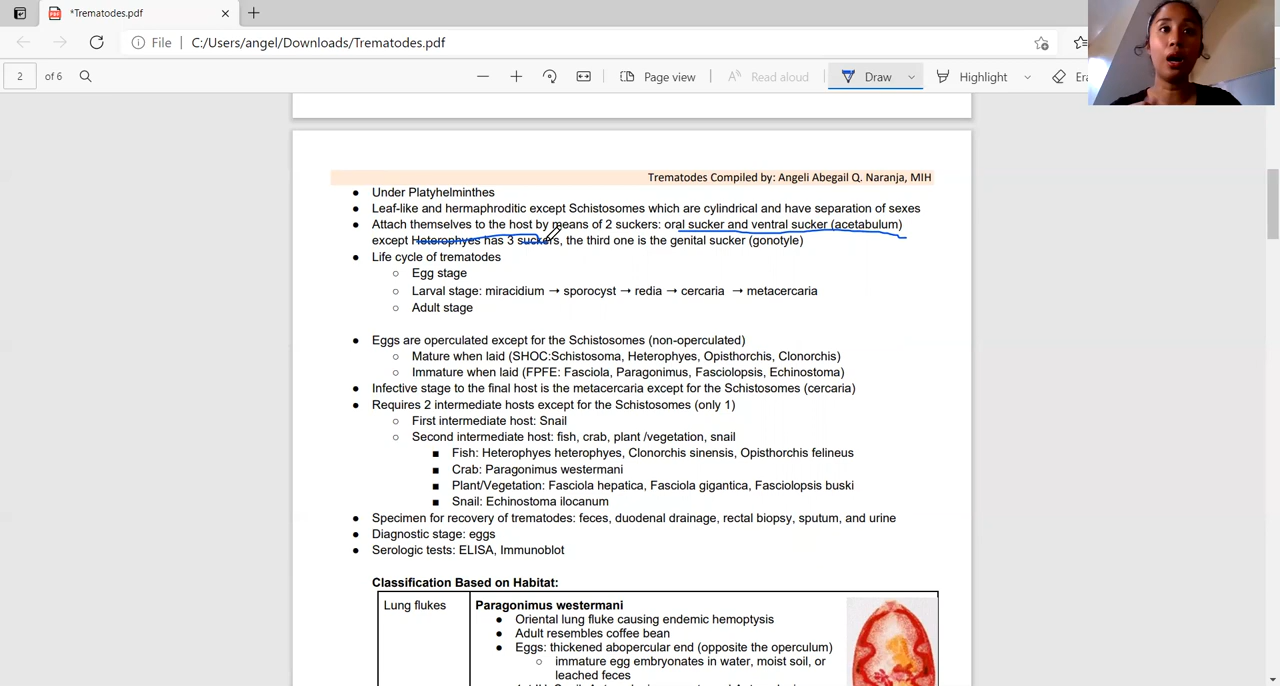 *Trematodes.pdf
File C:/Users/angel/Downloads/Trematodes.pdf
2 of 6 Page view Read aloud Draw Highlight
Trematodes Compiled by: Angeli Abegail Q. Naranja, MIH
● Under Platyhelminthes
● Leaf-like and hermaphroditic except Schistosomes which are cylindrical and have separation of sexes
● Attach themselves to the host by means of 2 suckers: oral sucker and ventral sucker (acetabulum)
except Heterophyes has 3 suckers, the third one is the genital sucker (gonotyle)
● Life cycle of trematodes
○ Egg stage
○ Larval stage: miracidium → sporocyst → redia → cercaria → metacercaria
○ Adult stage
● Eggs are operculated except for the Schistosomes (non-operculated)
○ Mature when laid (SHOC:Schistosoma, Heterophyes, Opisthorchis, Clonorchis)
○ Immature when laid (FPFE: Fasciola, Paragonimus, Fasciolopsis, Echinostoma)
● Infective stage to the final host is the metacercaria except for the Schistosomes (cercaria)
● Requires 2 intermediate hosts except for the Schistosomes (only 1)
○ First intermediate host: Snail
○ Second intermediate host: fish, crab, plant /vegetation, snail
■ Fish: Heterophyes heterophyes, Clonorchis sinensis, Opisthorchis felineus
■ Crab: Paragonimus westermani
■ Plant/Vegetation: Fasciola hepatica, Fasciola gigantica, Fasciolopsis buski
■ Snail: Echinostoma ilocanum
● Specimen for recovery of trematodes: feces, duodenal drainage, rectal biopsy, sputum, and urine
● Diagnostic stage: eggs
● Serologic tests: ELISA, Immunoblot
Classification Based on Habitat:
Lung flukes
Paragonimus westermani
● Oriental lung fluke causing endemic hemoptysis
● Adult resembles coffee bean
● Eggs: thickened abopercular end (opposite the operculum)
○ immature egg embryonates in water, moist soil, or
leached feces